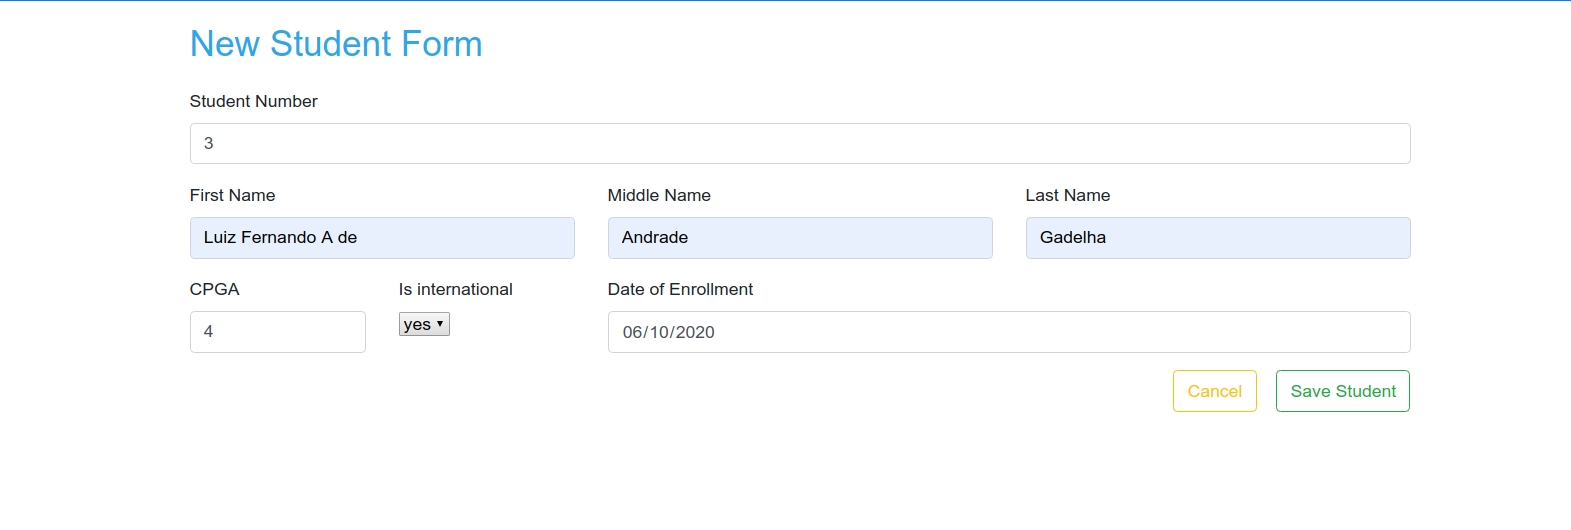 New Student Form
Student Number
3
First Name Middle Name Last Name
Luiz Fernando A de Andrade Gadelha
CPGA Is international Date of Enrollment
4 yes 06/10/2020
Cancel Save Student